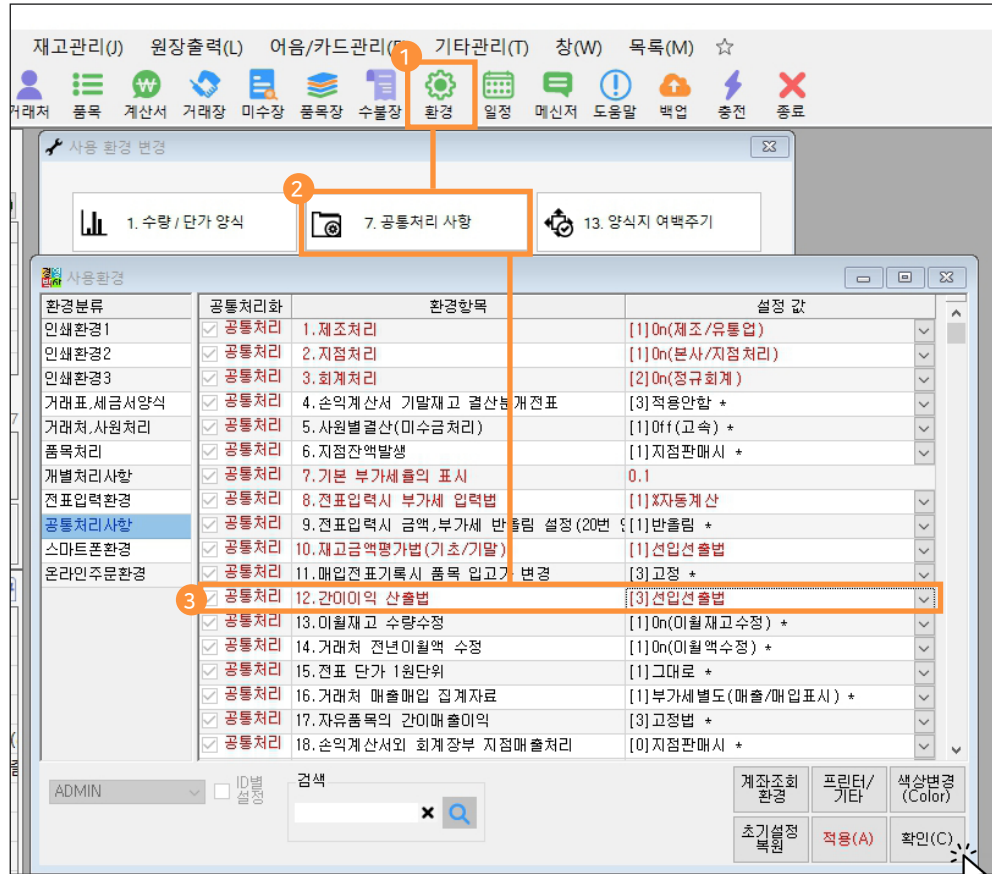 재고관리(J) 원장출력(L) 어음/카드관리( 기타관리(T) 창(W) 목록(M) ☆
1
거래처 품목 계산서 거래장 미수장 품목장 수불장 환경 일정 메신저 도움말 백업 충전 종료
사용 환경 변경
2
1. 수량 / 단가 양식 7. 공통처리 사항 13. 양식지 여백주기
사용환경
환경분류 공통처리화 환경항목 설정 값
인쇄환경1 공통처리 1.제조처리 [1]On(제조/유통업)
인쇄환경2 공통처리 2.지점처리 [1]On(본사/지점처리)
인쇄환경3 공통처리 3.회계처리 [2]On(정규회계)
거래표,세금서양식 공통처리 4.손익계산서 기말재고 결산분개전표 [3]적용안함 *
거래처,사원처리 공통처리 5.사원별결산(미수금처리) [1]Off(고속) *
품목처리 공통처리 6.지점잔액발생 [1]지점판매시 *
개별처리사항 공통처리 7.기본 부가세율의 표시 0.1
전표입력환경 공통처리 8.전표입력시 부가세 입력법 [1]%자동계산
공통처리사항 공통처리 9.전표입력시 금액,부가세 반올림 설정(20번 [1]반올림 *
스마트폰환경 공통처리 10.재고금액평가법(기초/기말) [1]선입선출법
온라인주문환경 공통처리 11.매입전표기록시 품목 입고가 변경 [3]고정 *
3 공통처리 12.간이이익 산출법 [3]선입선출법
공통처리 13.이월재고 수량수정 [1]On(이월재고수정) *
공통처리 14.거래처 전년이월액 수정 [1]On(이월액수정) *
공통처리 15.전표 단가 1원단위 [1]그대로 *
공통처리 16.거래처 매출매입 집계자료 [1]부가세별도(매출/매입표시) *
공통처리 17.자유품목의 간이매출이익 [3]고정법 *
공통처리 18.손익계산서외 회계장부 지점매출처리 [0]지점판매시 *
ADMIN ID별 설정 검색 계좌조회 환경 프린터/ 기타 색상변경 (Color)
초기설정 복원 적용(A) 확인(C)